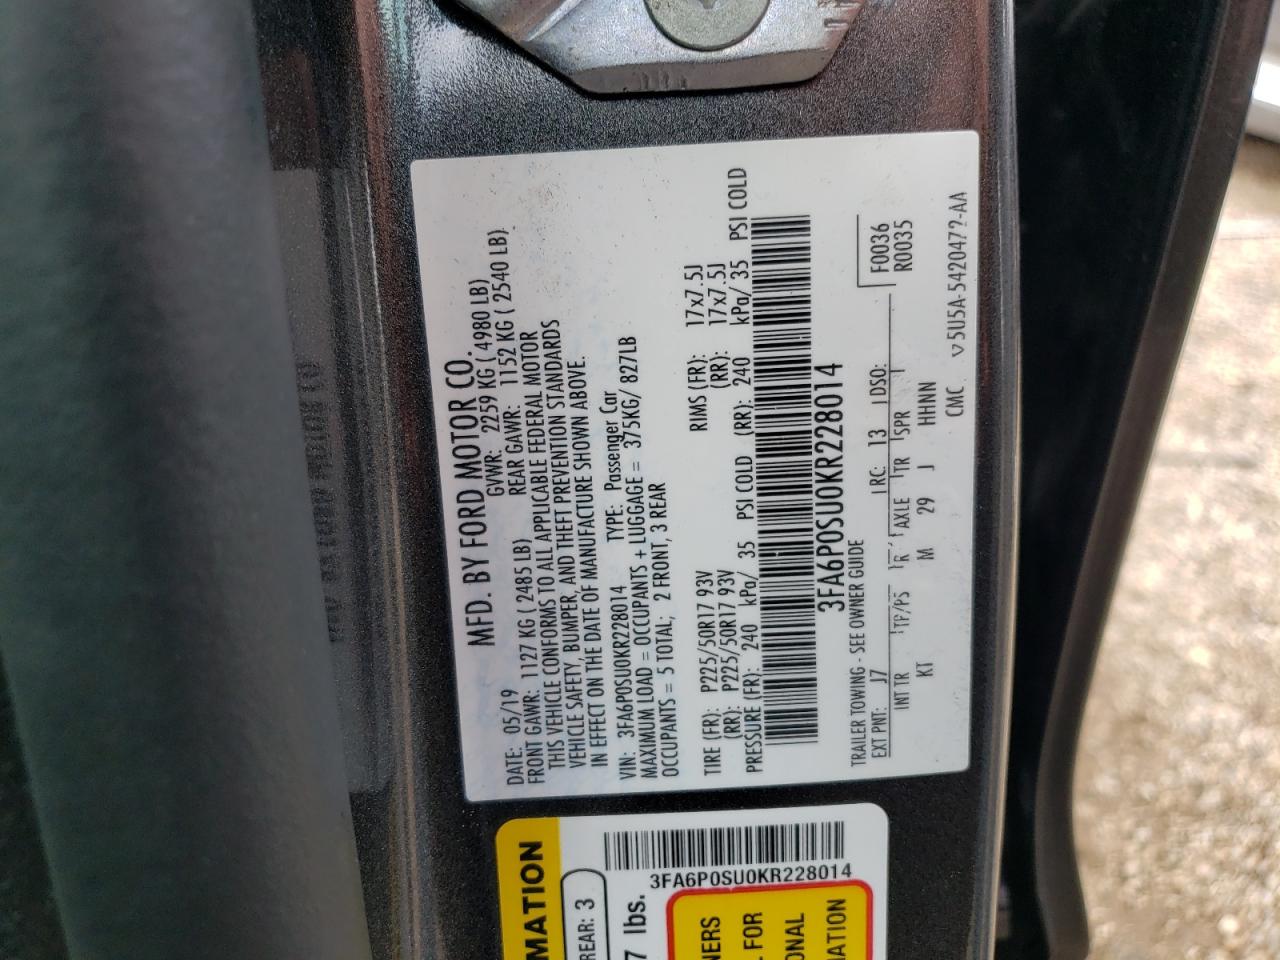 MFD. BY FORD MOTOR CO.
DATE: 05/19 GVWR: 2259 KG ( 4980 LB)
FRONT GAWR: 1127 KG ( 2485 LB) REAR GAWR: 1152 KG ( 2540 LB)
THIS VEHICLE CONFORMS TO ALL APPLICABLE FEDERAL MOTOR
VEHICLE SAFETY, BUMPER, AND THEFT PREVENTION STANDARDS
IN EFFECT ON THE DATE OF MANUFACTURE SHOWN ABOVE.
VIN: 3FA6P0SU0KR228014 TYPE: Passenger Car
MAXIMUM LOAD = OCCUPANTS + LUGGAGE = 375KG/ 827LB
OCCUPANTS = 5 TOTAL; 2 FRONT, 3 REAR
TIRE (FR): P225/50R17 93V RIMS (FR): 17x7.5J
(RR): P225/50R17 93V (RR): 17x7.5J
PRESSURE (FR): 240 kPa/ 35 PSI COLD (RR): 240 kPa/ 35 PSI COLD
3FA6P0SU0KR228014
TRAILER TOWING - SEE OWNER GUIDE F0036
EXT PNT: J7 RC: 13 DSO: R0035
INT TR TP/PS R AXLE TR SPR
KT M 29 J HHNN
CMC ▽5U5A-5420472-AA
MATION
REAR: 3
3FA6P0SU0KR228014
7 lbs.
NERS
L FOR
ONAL
MATION